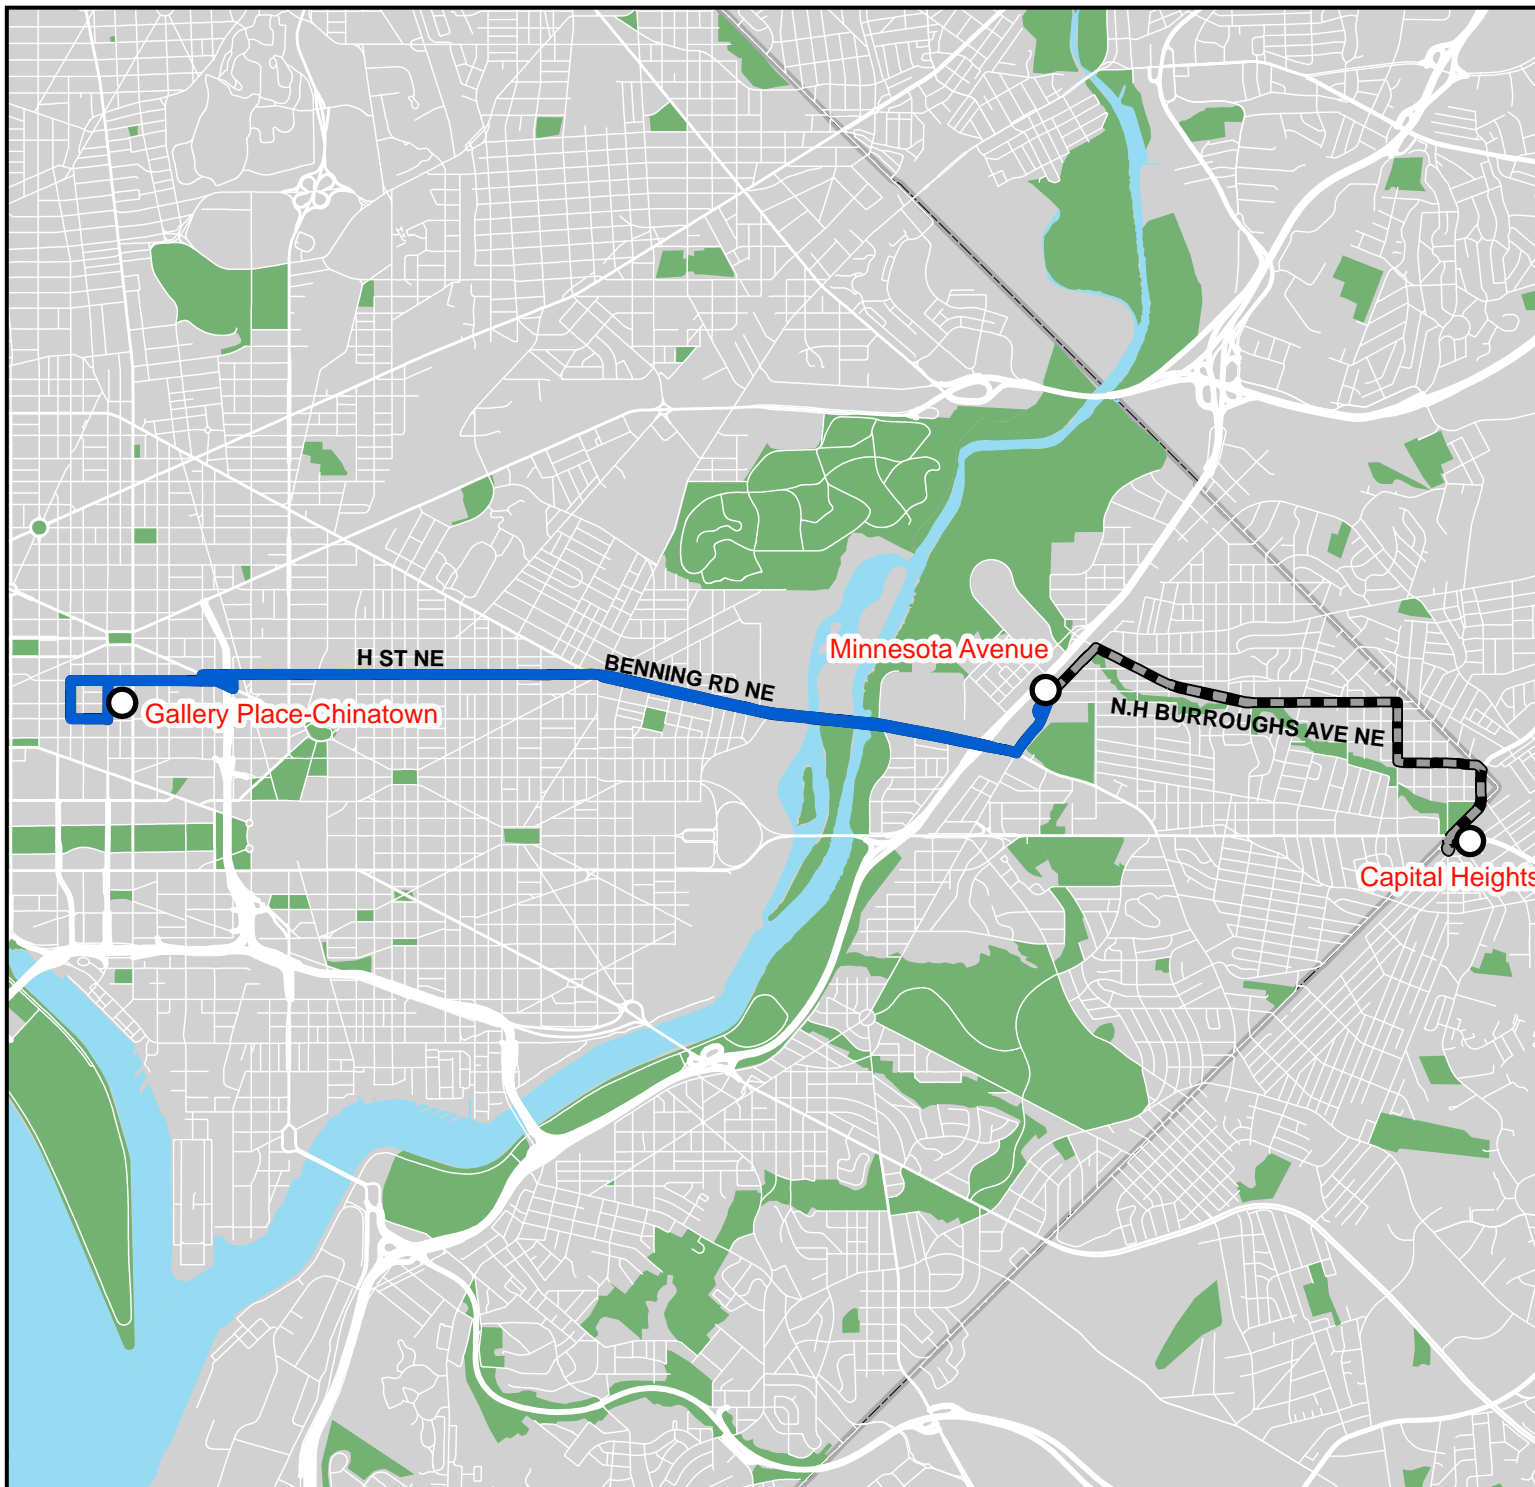 H ST NE
BENNING RD NE
Minnesota Avenue
Gallery Place-Chinatown
N.H BURROUGHS AVE NE
Capital Heights